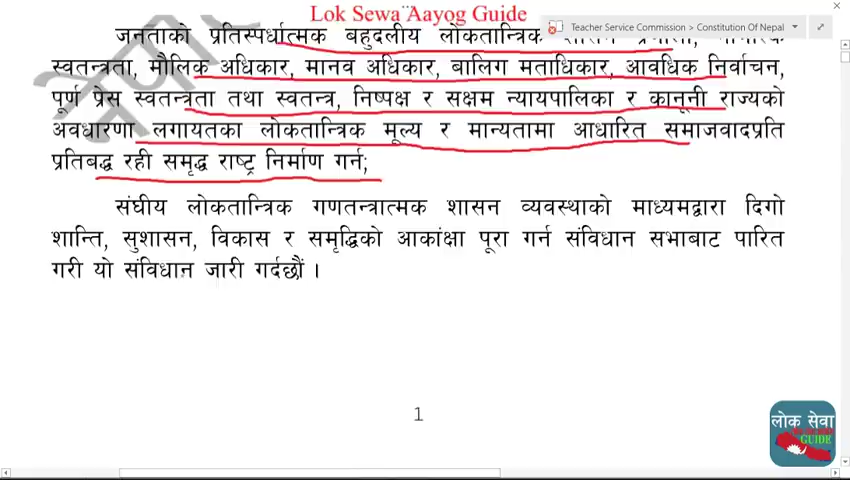 Lok Sewa Aayog Guide
Teacher Service Commission > Constitution Of Nepal
जनताको प्रतिस्पर्धात्मक बहुदलीय लोकतान्त्रिक
स्वतन्त्रता, मौलिक अधिकार, मानव अधिकार, बालिग मताधिकार, आवधिक निर्वाचन,
पूर्ण प्रेस स्वतन्त्रता तथा स्वतन्त्र, निष्पक्ष र सक्षम न्यायपालिका र कानूनी राज्यको
अवधारणा लगायतका लोकतान्त्रिक मूल्य र मान्यतामा आधारित समाजवादप्रति
प्रतिबद्ध रही समृद्ध राष्ट्र निर्माण गर्न;
संघीय लोकतान्त्रिक गणतन्त्रात्मक शासन व्यवस्थाको माध्यमद्वारा दिगो
शान्ति, सुशासन, विकास र समृद्धिको आकांक्षा पूरा गर्न संविधान सभाबाट पारित
गरी यो संविधान जारी गर्दछौं ।
1
लोक सेवा
GUIDE